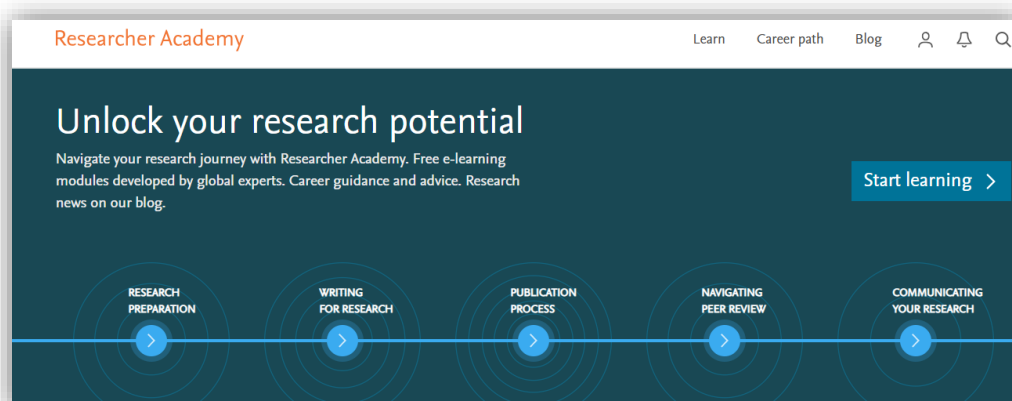 Researcher Academy
Learn Career path Blog
Unlock your research potential
Navigate your research journey with Researcher Academy. Free e-learning
modules developed by global experts. Career guidance and advice. Research
news on our blog.
Start learning
RESEARCH
PREPARATION
WRITING
FOR RESEARCH
PUBLICATION
PROCESS
NAVIGATING
PEER REVIEW
COMMUNICATING
YOUR RESEARCH